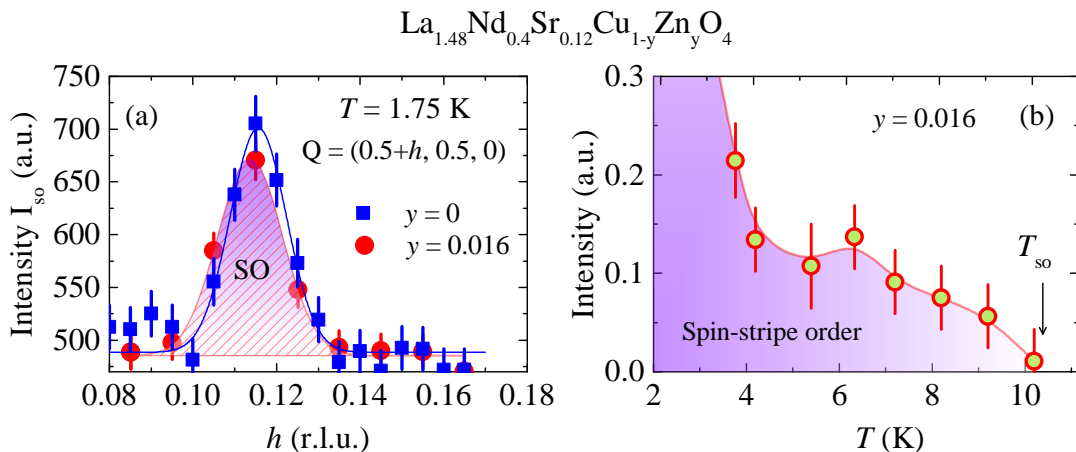 La1.48Nd0.4Sr0.12Cu1-yZnyO4
750
700
650
600
550
500
Intensity Iso (a.u.)
(a)
T = 1.75 K
Q = (0.5+h, 0.5, 0)
y = 0
y = 0.016
SO
0.08 0.10 0.12 0.14 0.16 0.18
h (r.l.u.)
0.3
0.2
0.1
0.0
Intensity (a.u.)
y = 0.016
(b)
Tso
Spin-stripe order
2 4 6 8 10
T (K)